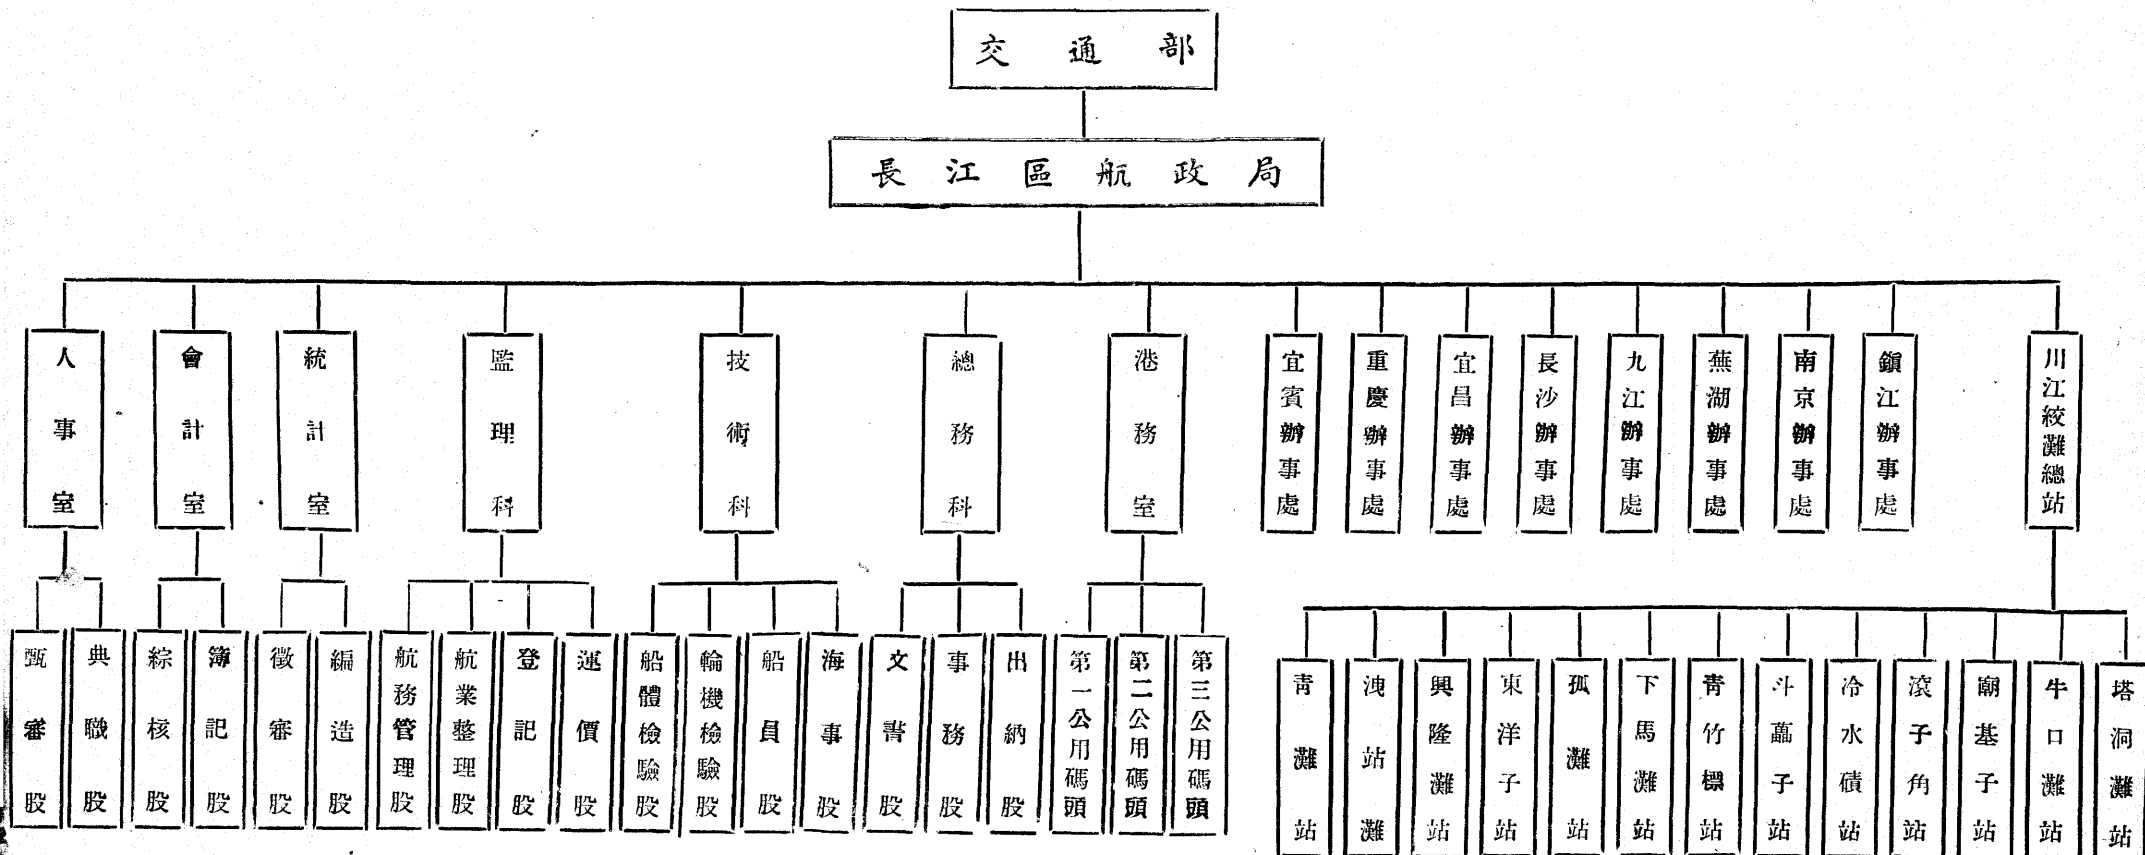 交通部
長江區航政局
人事室
會計室
統計室
監理科
技術科
總務科
港務室
宜賓辦事處
重慶辦事處
宜昌辦事處
長沙辦事處
九江辦事處
蕪湖辦事處
南京辦事處
鎮江辦事處
川江絞灘總站
甄審股
典職股
綜核股
簿記股
徵審股
編造股
航務管理股
航業整理股
登記股
運價股
船體檢驗股
輪機檢驗股
船員股
海事股
文書股
事務股
出納股
第一公用碼頭
第二公用碼頭
第三公用碼頭
青灘站
洩站灘
興隆灘站
東洋子站
孤灘站
下馬灘站
青竹標站
斗藟子站
冷水磧站
滾子角站
廟基子站
牛口灘站
塔洞灘站